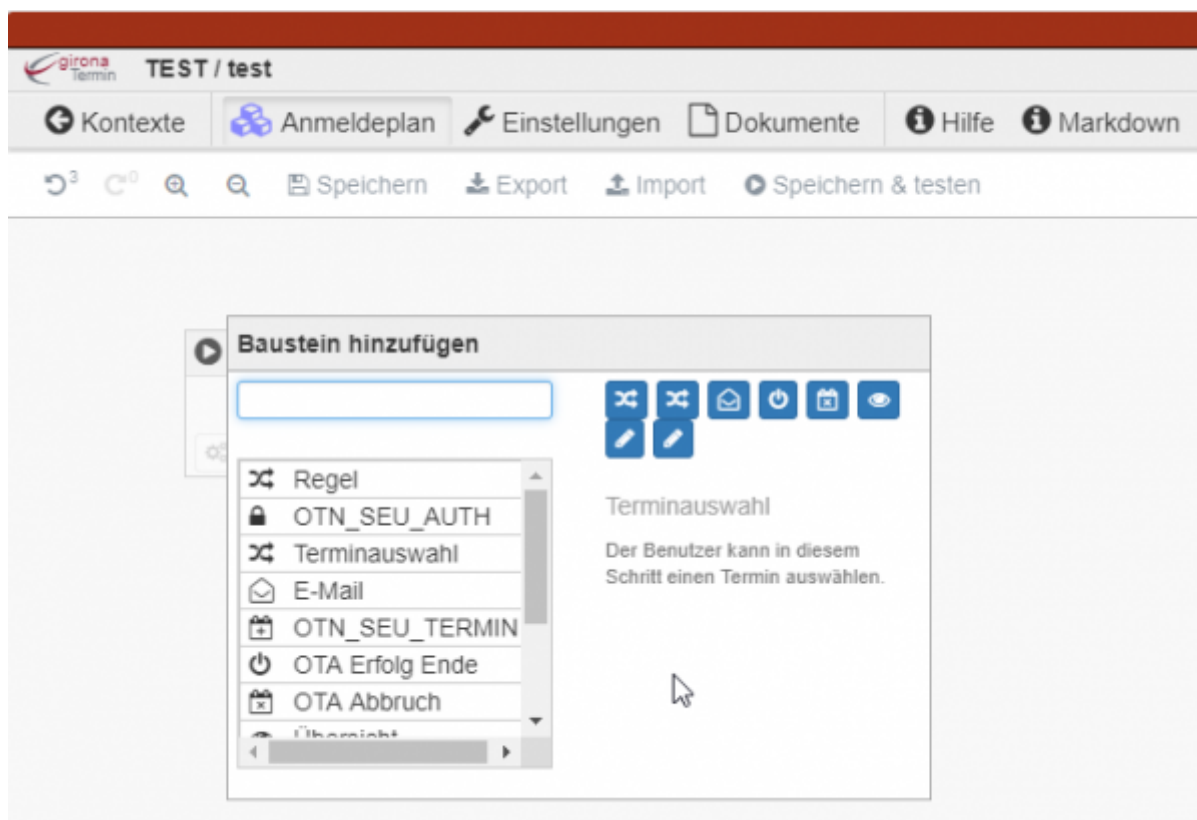 girona
Termin
TEST / test
Kontexte Anmeldeplan Einstellungen Dokumente Hilfe Markdown
3 0 Speichern Export Import Speichern & testen
Baustein hinzufügen
Regel
OTN_SEU_AUTH
Terminauswahl
E-Mail
OTN_SEU_TERMIN
OTA Erfolg Ende
OTA Abbruch
Übersicht
Terminauswahl
Der Benutzer kann in diesem
Schritt einen Termin auswählen.